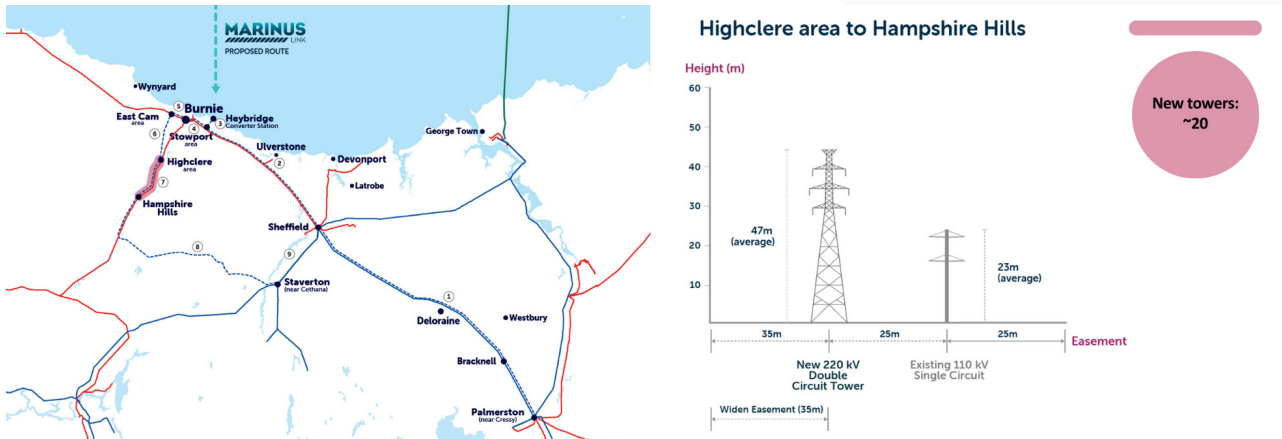 MARINUS
LINK
PROPOSED ROUTE
Wynyard
5
Burnie
East Cam
area
Heybridge
Converter Station
3
4
6
Stowport
area
Ulverstone
2
Highclere
area
7
Hampshire
Hills
George Town
Devonport
Latrobe
Sheffield
8
9
Staverton
(near Cethana)
1
Deloraine
Westbury
Bracknell
Palmerston
(near Cressy)
Highclere area to Hampshire Hills
Height (m)
60
50
40
30
20
10
47m
(average)
23m
(average)
35m
25m
25m
Easement
New 220 kV
Double
Circuit Tower
Existing 110 kV
Single Circuit
Widen Easement (35m)
New towers:
~20